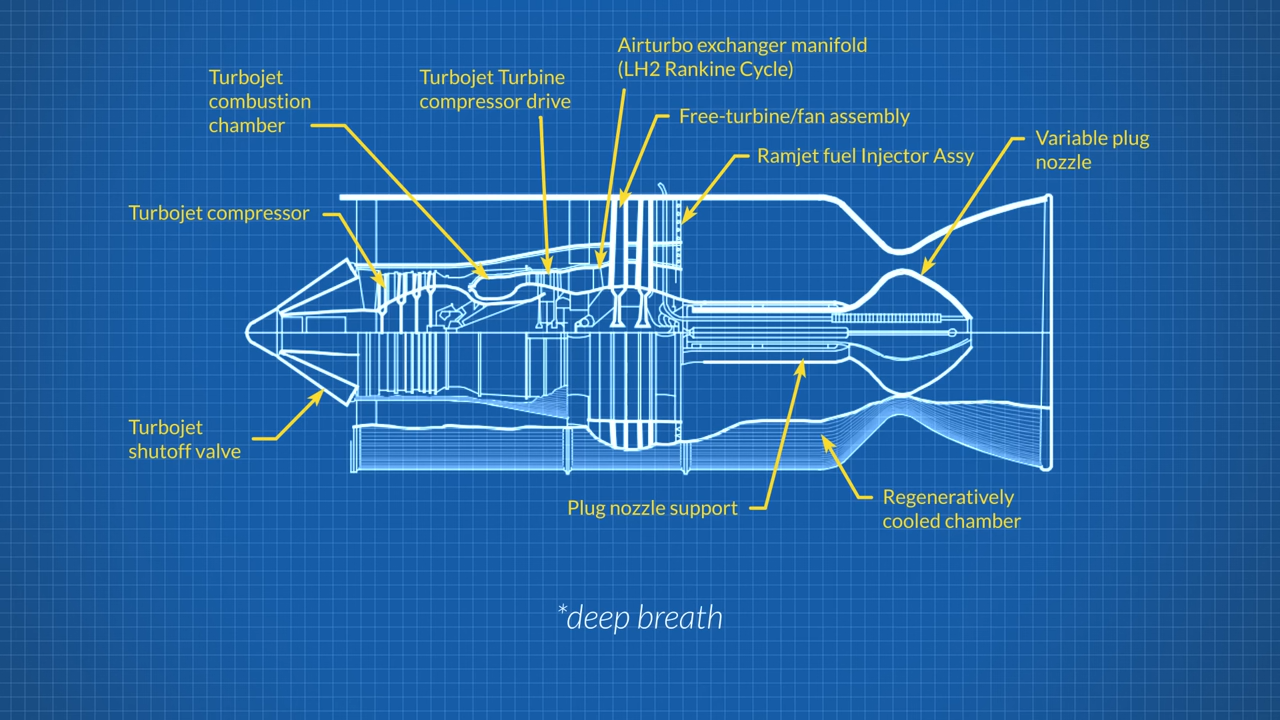 Airturbo exchanger manifold
(LH2 Rankine Cycle)
Turbojet
combustion
chamber
Turbojet Turbine
compressor drive
Free-turbine/fan assembly
Variable plug
nozzle
Ramjet fuel Injector Assy
Turbojet compressor
Turbojet
shutoff valve
Plug nozzle support
Regeneratively
cooled chamber
*deep breath